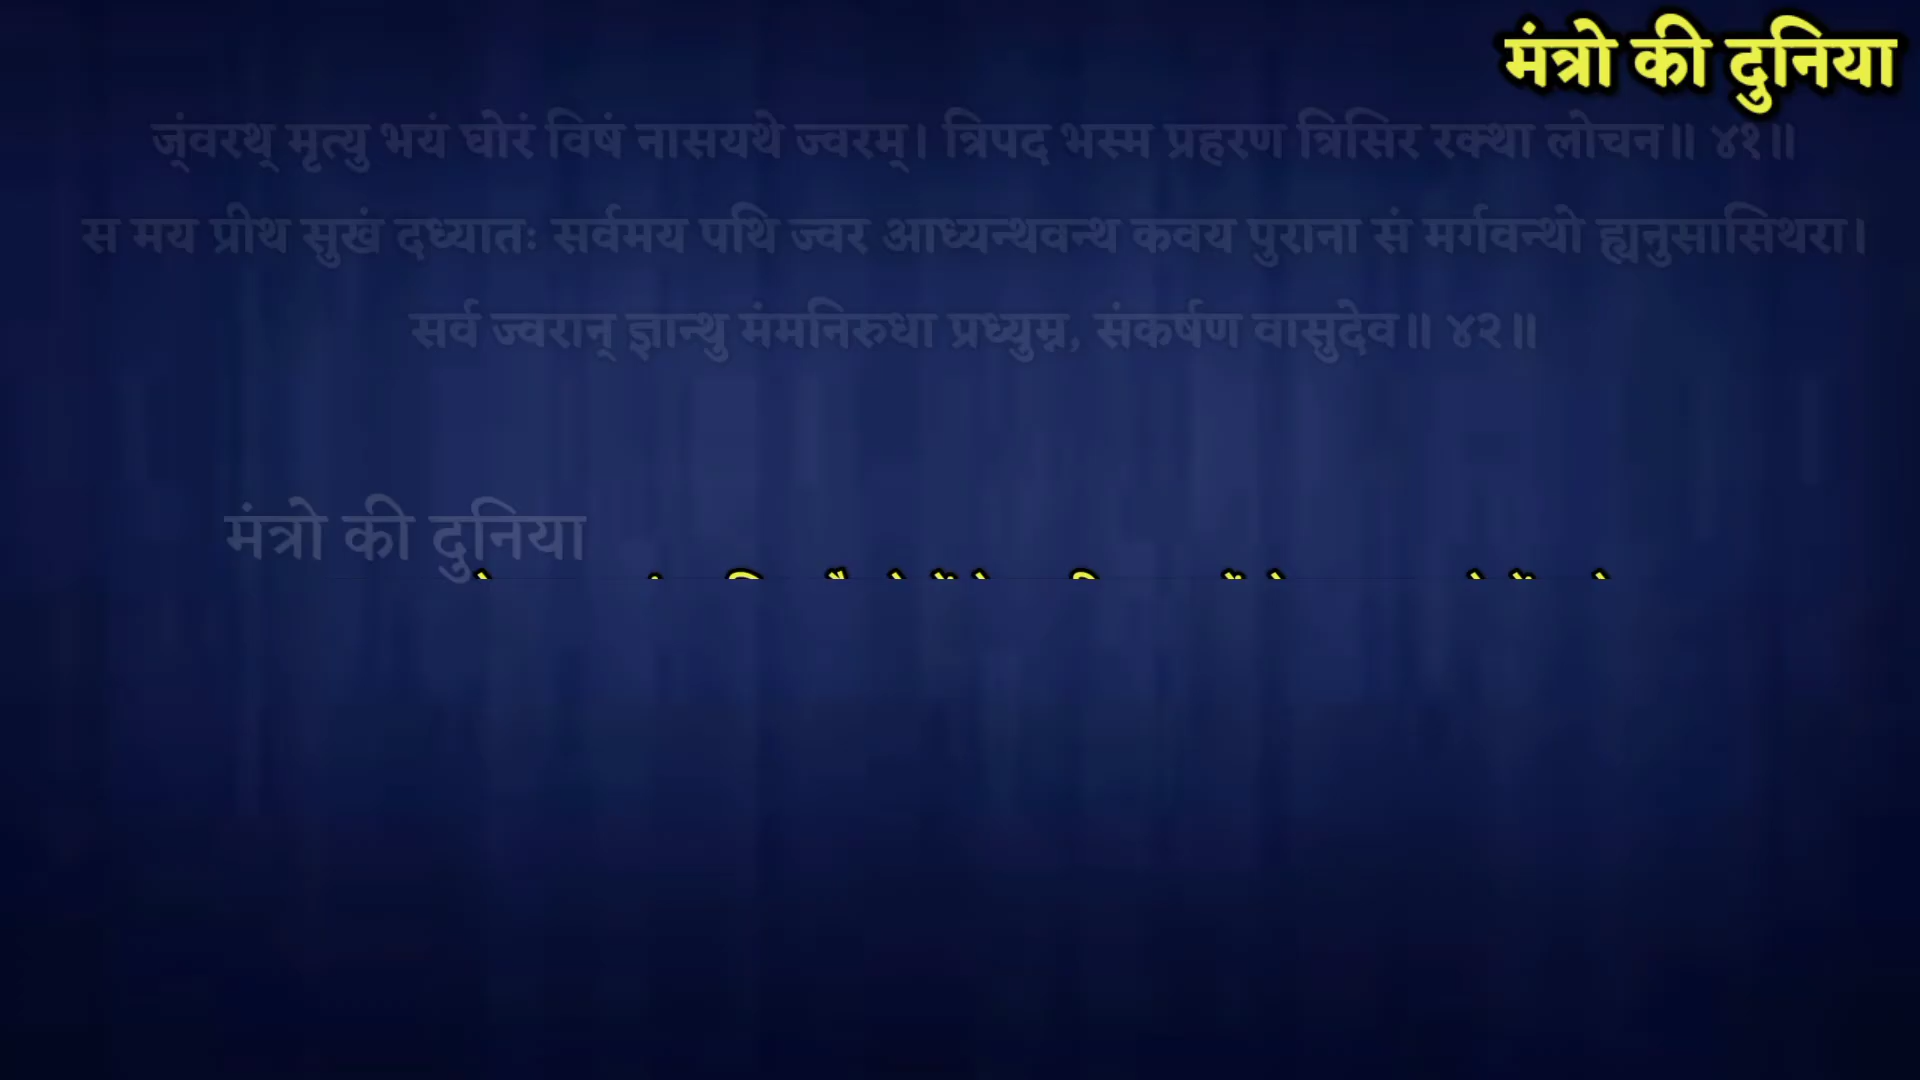 मंत्रो की दुनिया
ज्ंवरथ् मृत्यु भयं घोरं विषं नासयथे ज्वरम्। त्रिपद भस्म प्रहरण त्रिसिर रक्था लोचन॥ ४१॥
स मय प्रीथ सुखं दध्यातः सर्वमय पथि ज्वर आध्यन्थवन्थ कवय पुराना सं मर्गवन्थो ह्यनुसासिथरा।
सर्व ज्वरान् ज्ञान्थु मंमनिरुधा प्रध्युम्न, संकर्षण वासुदेव॥ ४२॥
मंत्रो की दुनिया